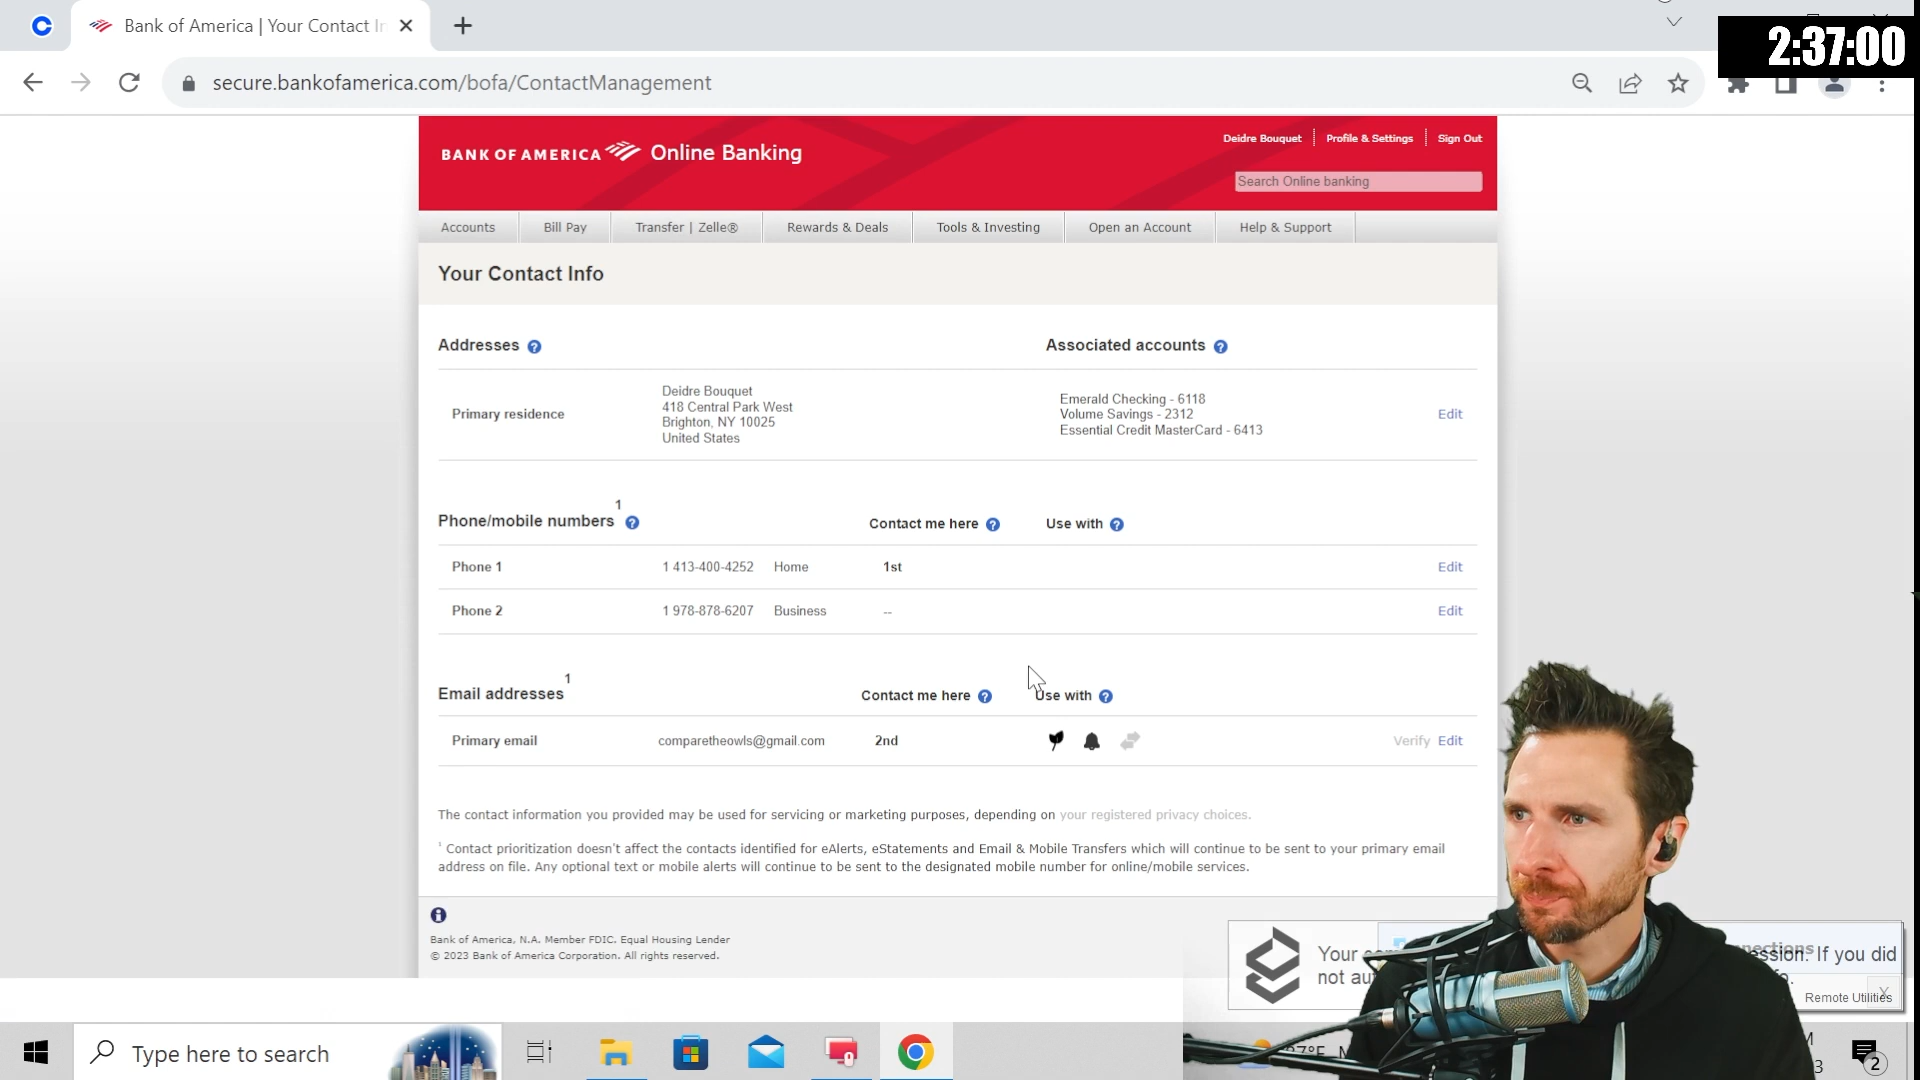 Bank of America | Your Contact In
2:37:00
secure.bankofamerica.com/bofa/ContactManagement
BANK OF AMERICA Online Banking
Deidre Bouquet Profile & Settings Sign Out
Search Online banking
Accounts Bill Pay Transfer | Zelle® Rewards & Deals Tools & Investing Open an Account Help & Support
Your Contact Info
Addresses ? Associated accounts ?
Primary residence
Deidre Bouquet
418 Central Park West
Brighton, NY 10025
United States
Emerald Checking - 6118
Volume Savings - 2312
Essential Credit MasterCard - 6413
Edit
Phone/mobile numbers 1 ? Contact me here ? Use with ?
Phone 1 1 413-400-4252 Home 1st Edit
Phone 2 1 978-878-6207 Business -- Edit
Email addresses 1 Contact me here ? Use with ?
Primary email comparetheowls@gmail.com 2nd Verify Edit
The contact information you provided may be used for servicing or marketing purposes, depending on your registered privacy choices.
1 Contact prioritization doesn't affect the contacts identified for eAlerts, eStatements and Email & Mobile Transfers which will continue to be sent to your primary email
address on file. Any optional text or mobile alerts will continue to be sent to the designated mobile number for online/mobile services.
Bank of America, N.A. Member FDIC. Equal Housing Lender
© 2023 Bank of America Corporation. All rights reserved.
Your If you did
not
Remote Utilities
Type here to search
2